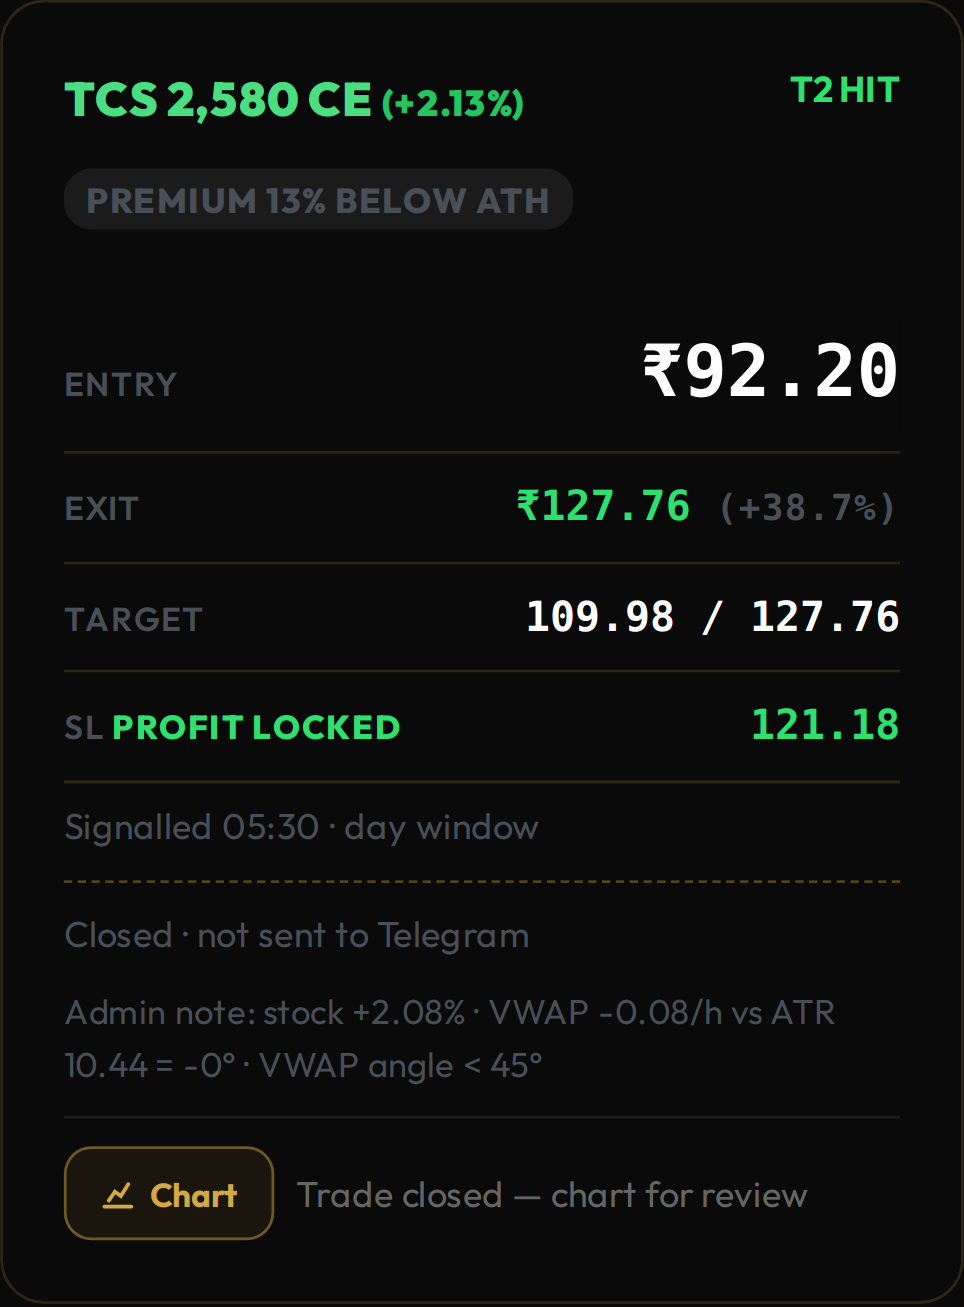 TCS 2,580 CE (+2.13%) T2 HIT
PREMIUM 13% BELOW ATH
ENTRY ₹92.20
EXIT ₹127.76 (+38.7%)
TARGET 109.98 / 127.76
SL PROFIT LOCKED 121.18
Signalled 05:30 · day window
Closed · not sent to Telegram
Admin note: stock +2.08% · VWAP -0.08/h vs ATR
10.44 = -0° · VWAP angle < 45°
Chart Trade closed — chart for review